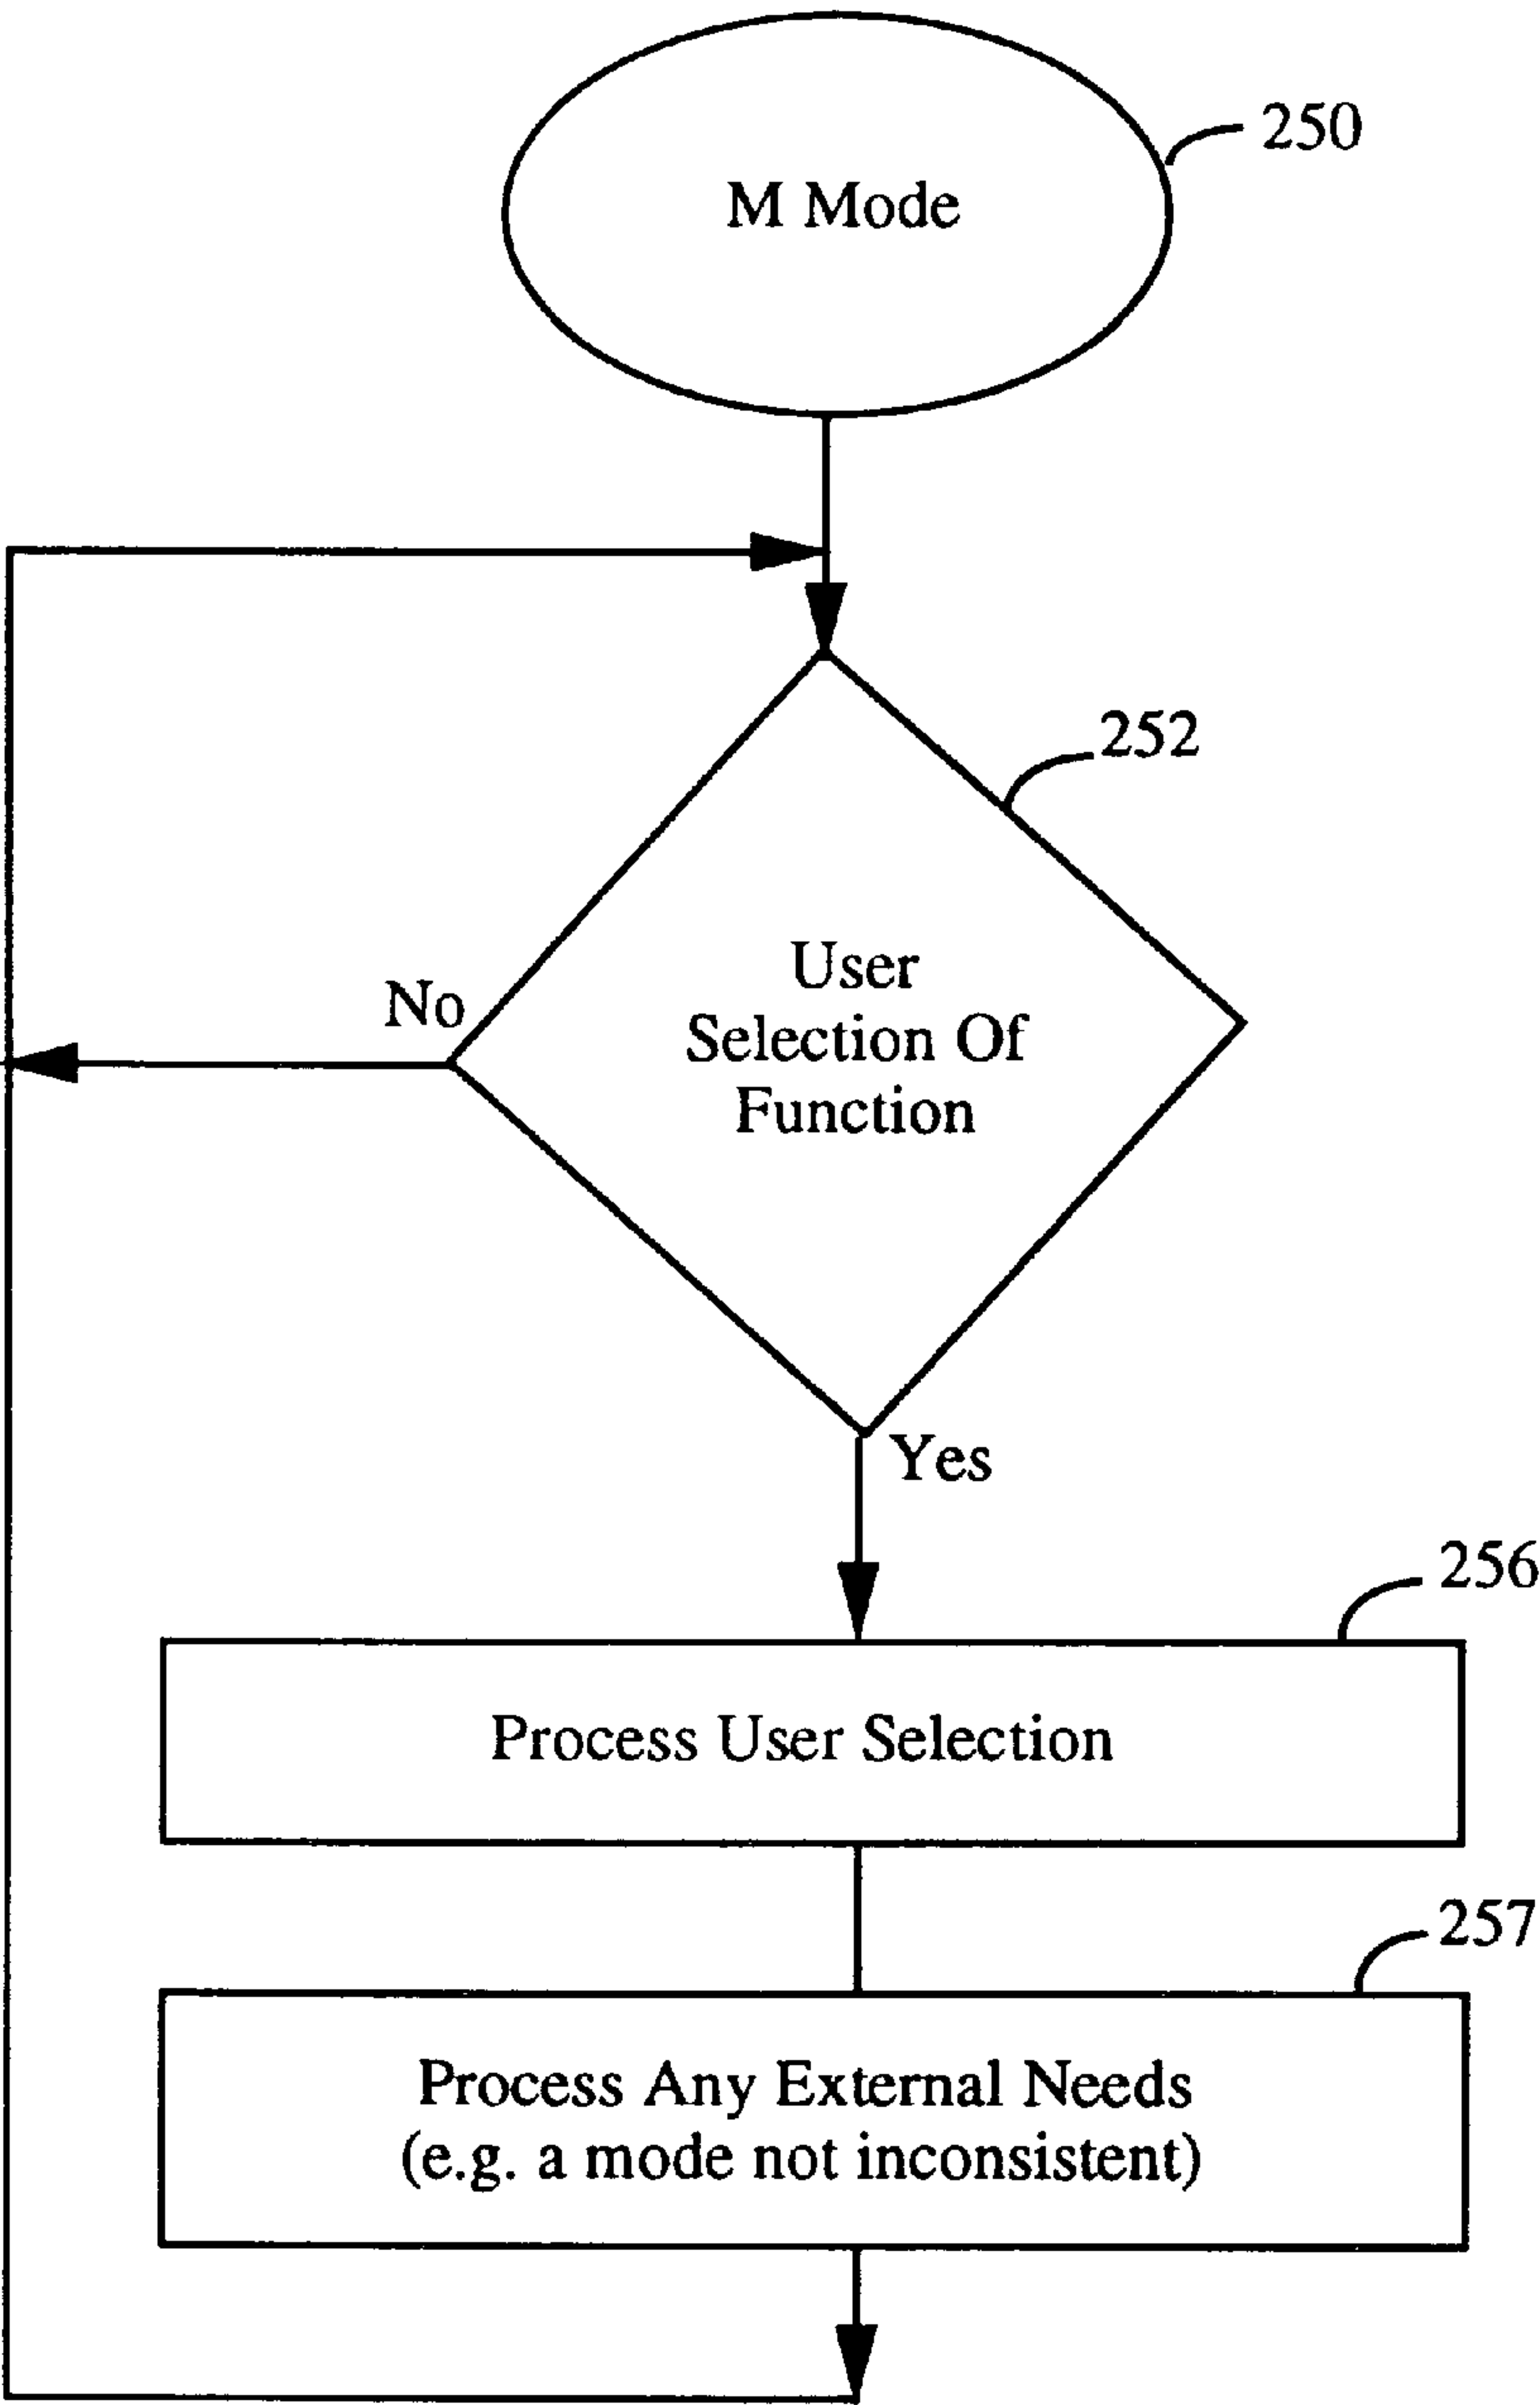 250
M Mode
252
User
Selection Of
Function
No
Yes
256
Process User Selection
257
Process Any External Needs
(e.g. a mode not inconsistent)